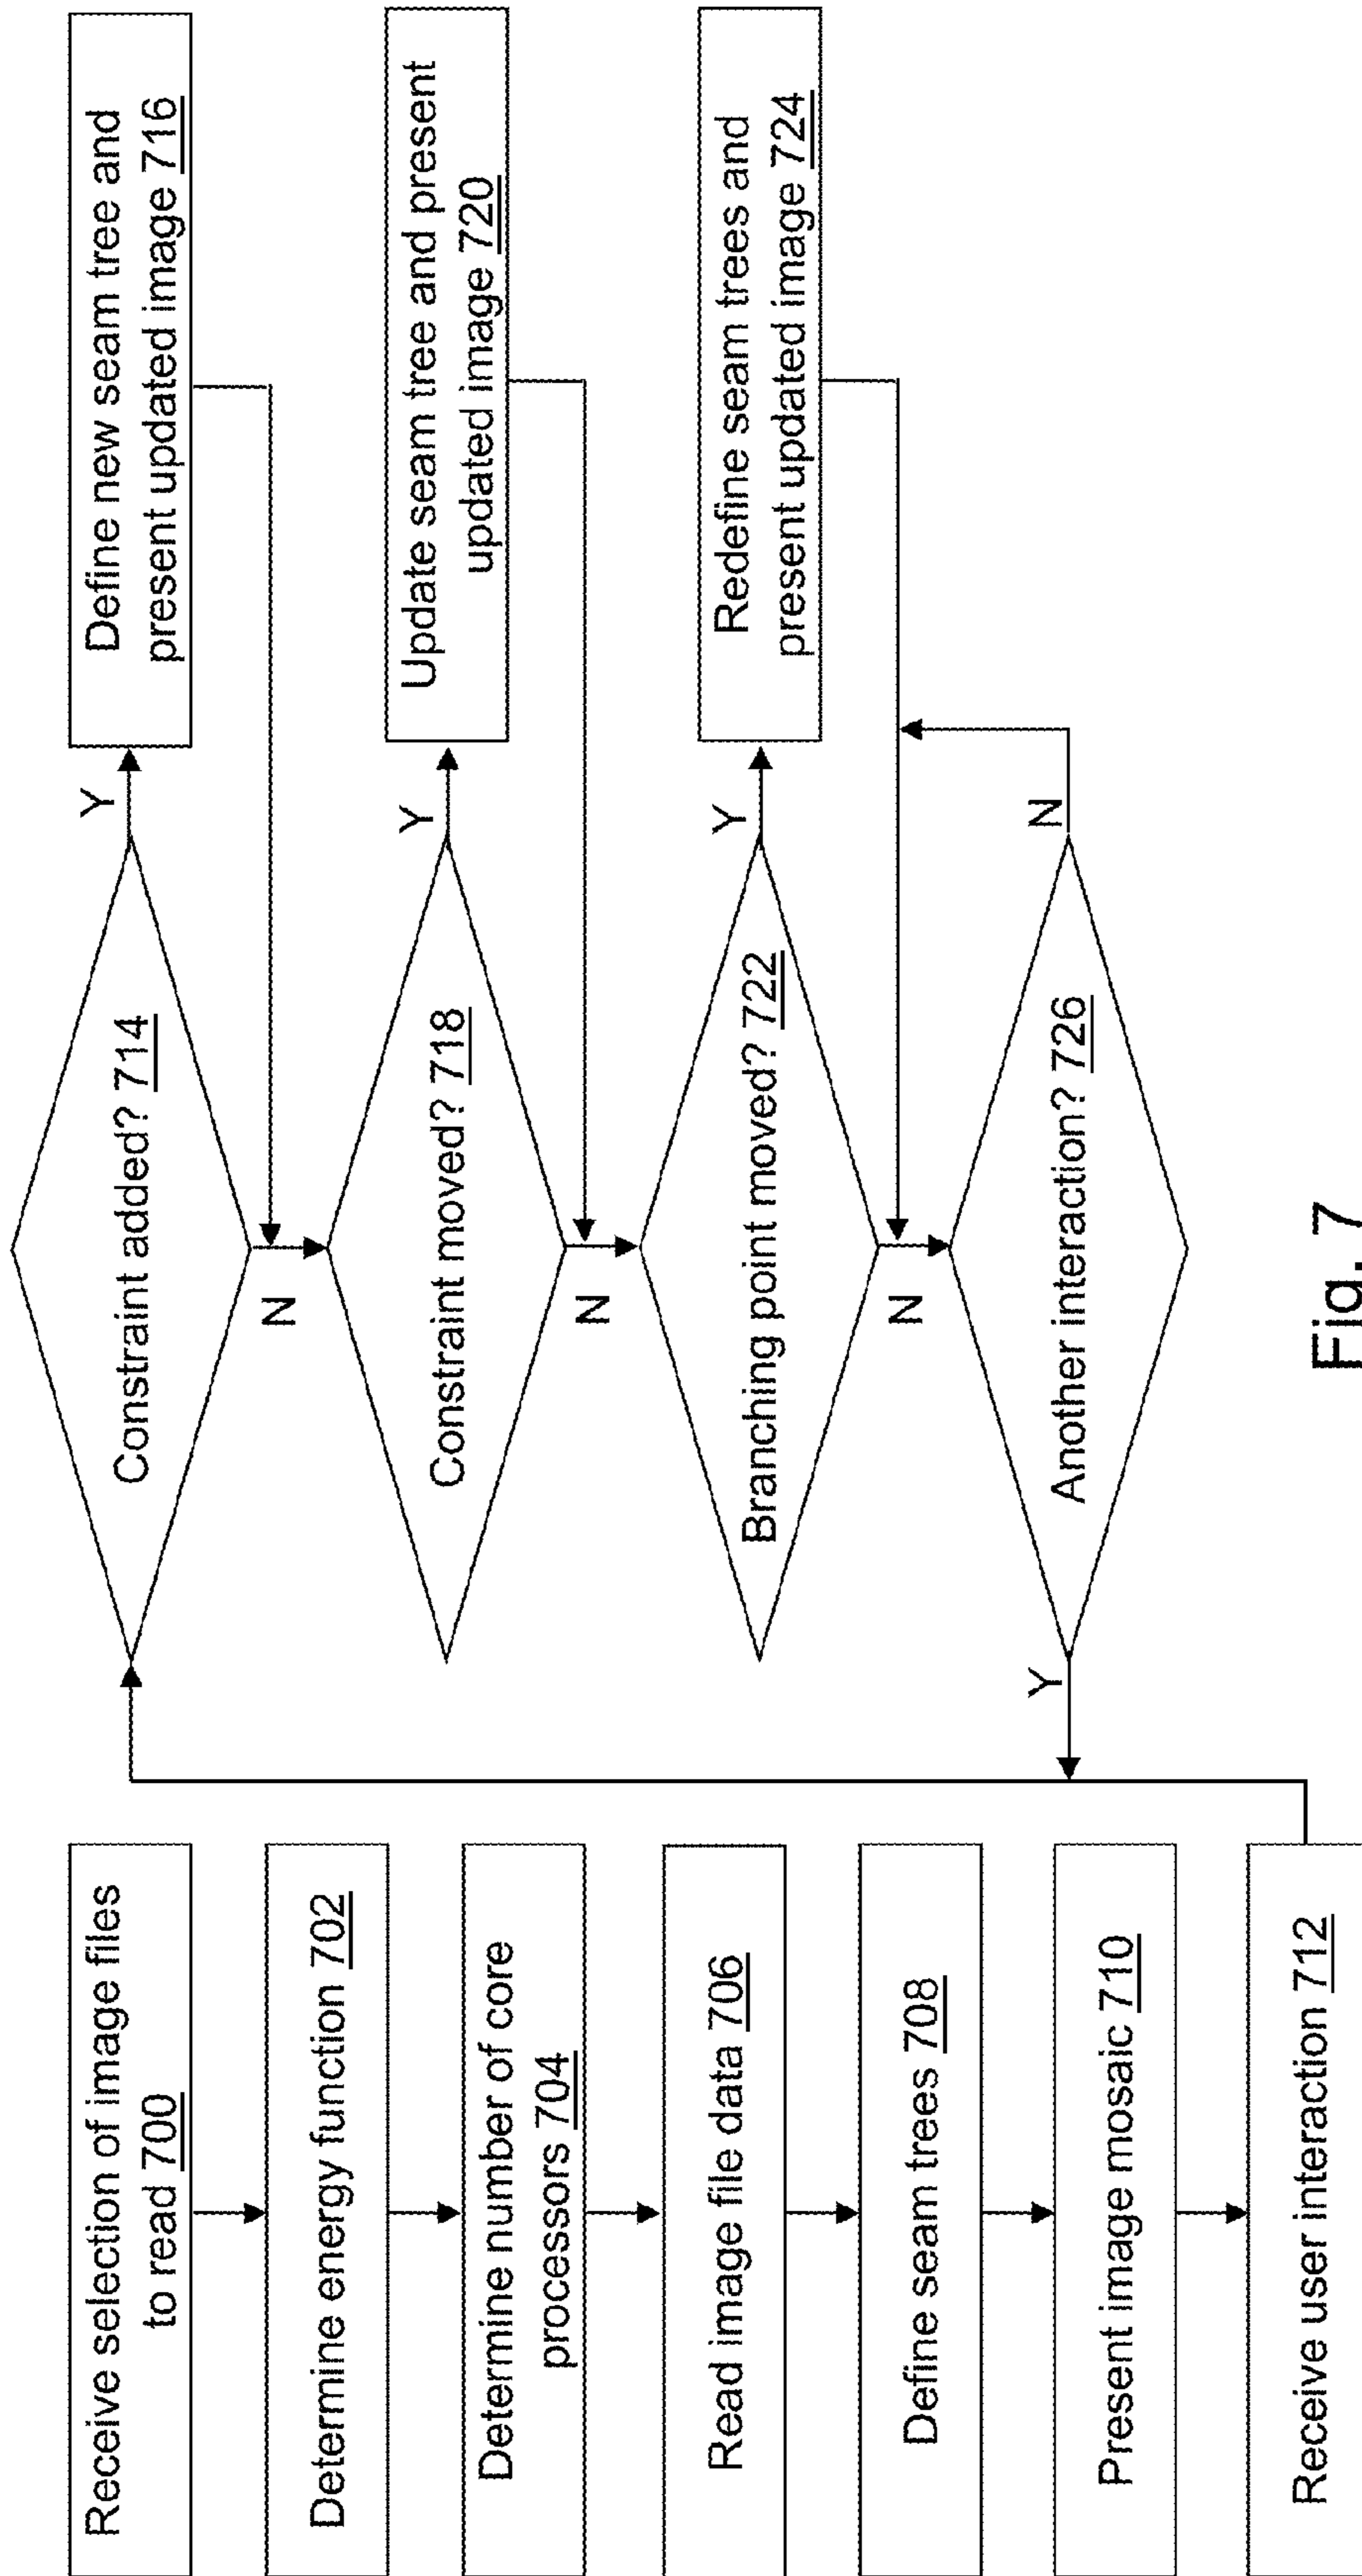 Receive selection of image files
to read 700
Determine energy function 702
Determine number of core
processors 704
Read image file data 706
Define seam trees 708
Present image mosaic 710
Receive user interaction 712
Constraint added? 714
Y
N
Define new seam tree and
present updated image 716
Constraint moved? 718
Y
N
Update seam tree and present
updated image 720
Branching point moved? 722
Y
N
Redefine seam trees and
present updated image 724
Another interaction? 726
Y
N
Fig. 7